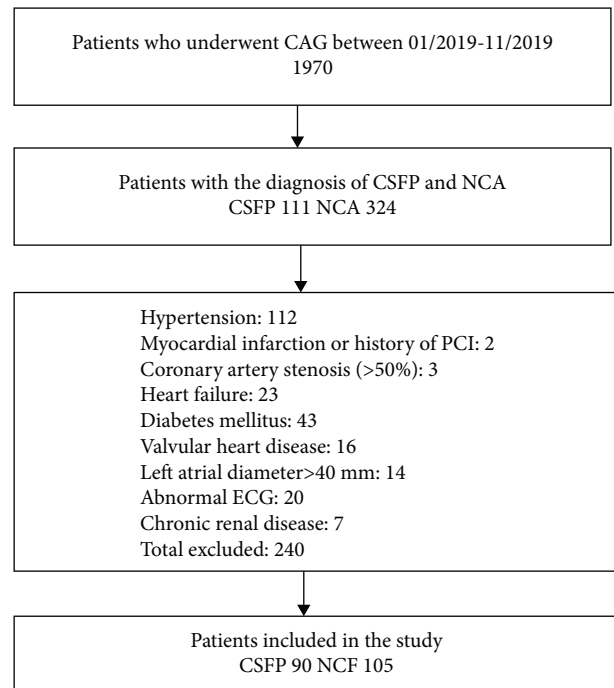 Patients who underwent CAG between 01/2019-11/2019
1970
Patients with the diagnosis of CSFP and NCA
CSFP 111 NCA 324
Hypertension: 112
Myocardial infarction or history of PCI: 2
Coronary artery stenosis (>50%): 3
Heart failure: 23
Diabetes mellitus: 43
Valvular heart disease: 16
Left atrial diameter>40 mm: 14
Abnormal ECG: 20
Chronic renal disease: 7
Total excluded: 240
Patients included in the study
CSFP 90 NCF 105